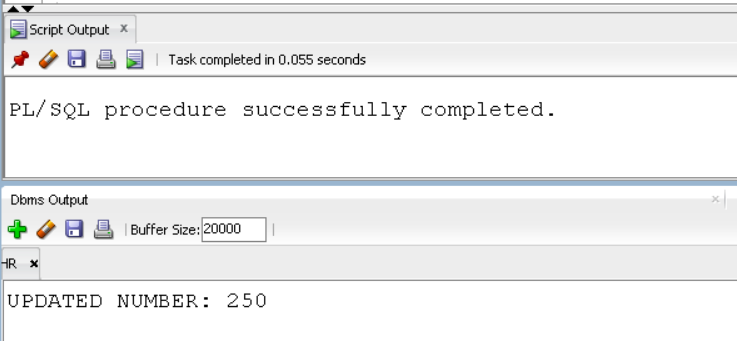 Script Output x
Task completed in 0.055 seconds
PL/SQL procedure successfully completed.
Dbms Output
Buffer Size: 20000
HR
UPDATED NUMBER: 250